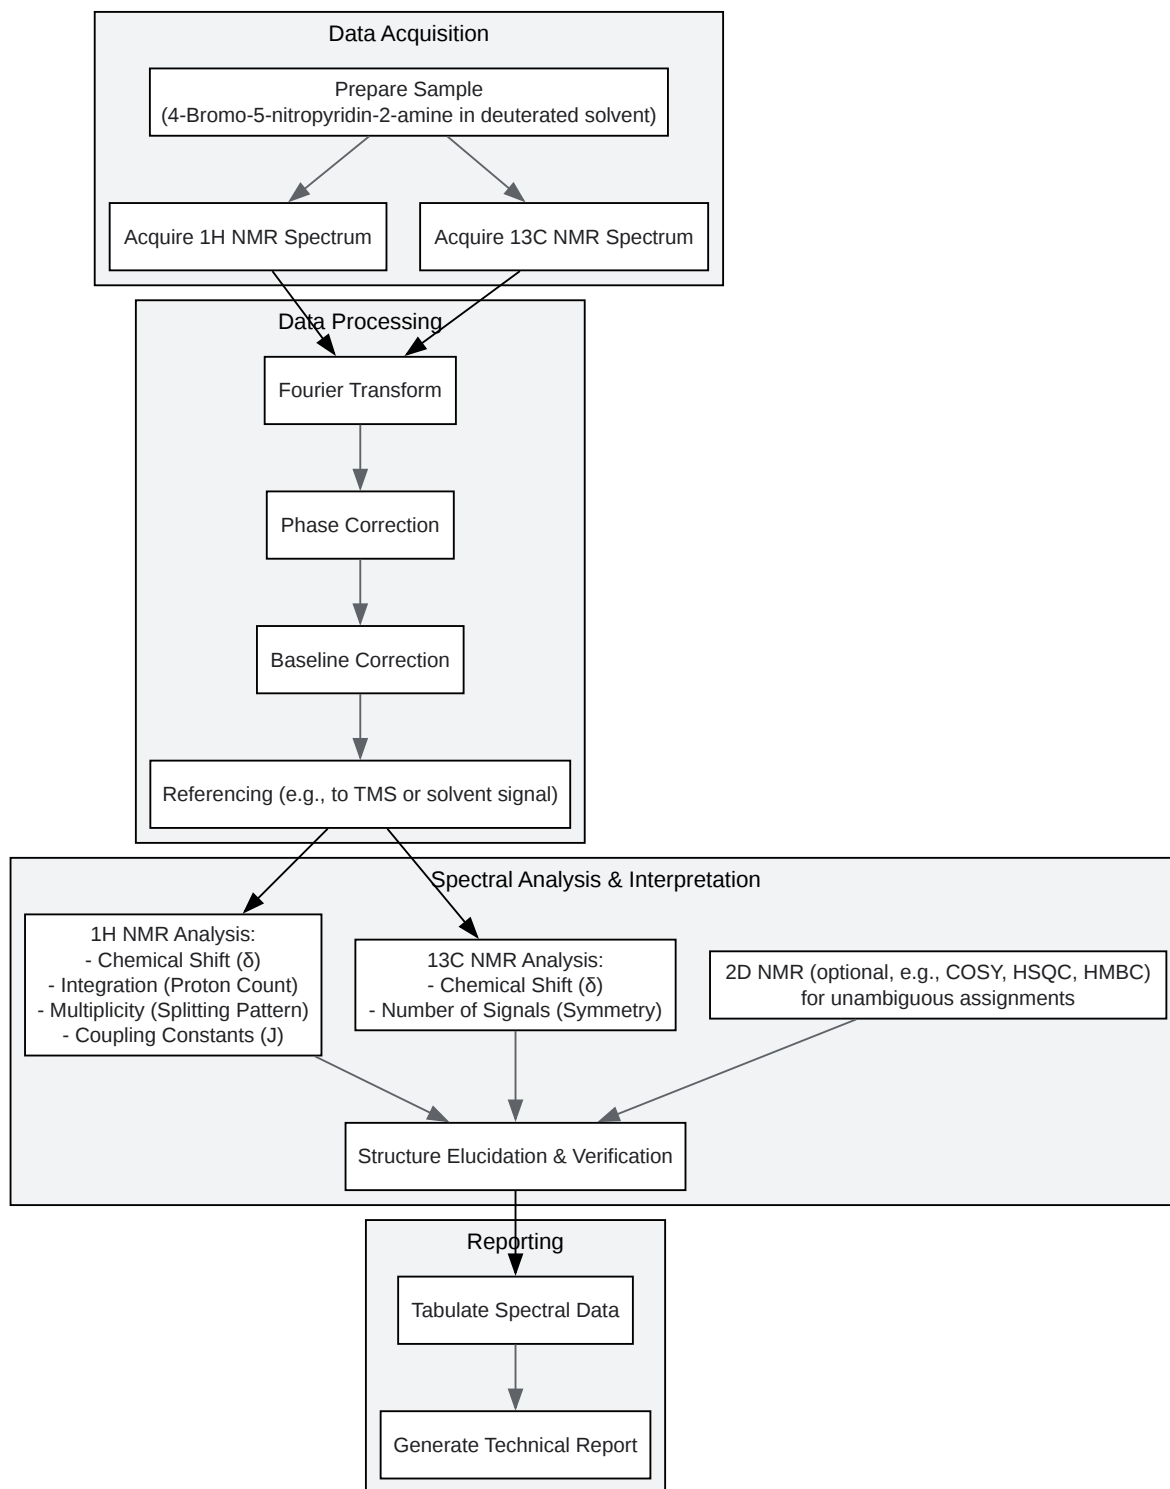 Data Acquisition
Prepare Sample
(4-Bromo-5-nitropyridin-2-amine in deuterated solvent)
Acquire 1H NMR Spectrum
Acquire 13C NMR Spectrum
Data Processing
Fourier Transform
Phase Correction
Baseline Correction
Referencing (e.g., to TMS or solvent signal)
Spectral Analysis & Interpretation
1H NMR Analysis:
- Chemical Shift (δ)
- Integration (Proton Count)
- Multiplicity (Splitting Pattern)
- Coupling Constants (J)
13C NMR Analysis:
- Chemical Shift (δ)
- Number of Signals (Symmetry)
2D NMR (optional, e.g., COSY, HSQC, HMBC)
for unambiguous assignments
Structure Elucidation & Verification
Reporting
Tabulate Spectral Data
Generate Technical Report